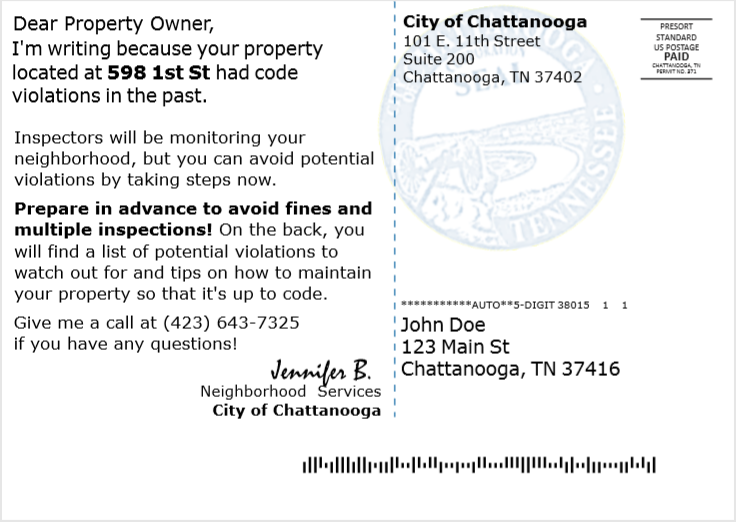 Dear Property Owner,
I'm writing because your property
located at 598 1st St had code
violations in the past.
Inspectors will be monitoring your
neighborhood, but you can avoid potential
violations by taking steps now.
Prepare in advance to avoid fines and
multiple inspections! On the back, you
will find a list of potential violations to
watch out for and tips on how to maintain
your property so that it's up to code.
Give me a call at (423) 643-7325
if you have any questions!
Jennifer B.
Neighborhood Services
City of Chattanooga
City of Chattanooga
101 E. 11th Street
Suite 200
Chattanooga, TN 37402
PRESORT
STANDARD
US POSTAGE
PAID
CHATTANOOGA, TN
PERMIT NO. 371
SEAL
TENNESSEE
***********AUTO**5-DIGIT 38015 1 1
John Doe
123 Main St
Chattanooga, TN 37416